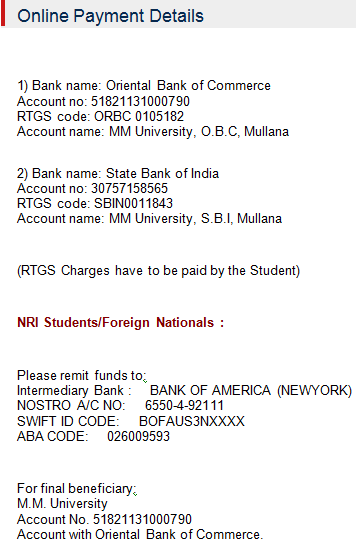 Online Payment Details
1) Bank name: Oriental Bank of Commerce
Account no: 51821131000790
RTGS code: ORBC 0105182
Account name: MM University, O.B.C, Mullana
2) Bank name: State Bank of India
Account no: 30757158565
RTGS code: SBIN0011843
Account name: MM University, S.B.I, Mullana
(RTGS Charges have to be paid by the Student)
NRI Students/Foreign Nationals :
Please remit funds to;
Intermediary Bank : BANK OF AMERICA (NEWYORK)
NOSTRO A/C NO: 6550-4-92111
SWIFT ID CODE: BOFAUS3NXXXX
ABA CODE: 026009593
For final beneficiary;
M.M. University
Account No. 51821131000790
Account with Oriental Bank of Commerce.